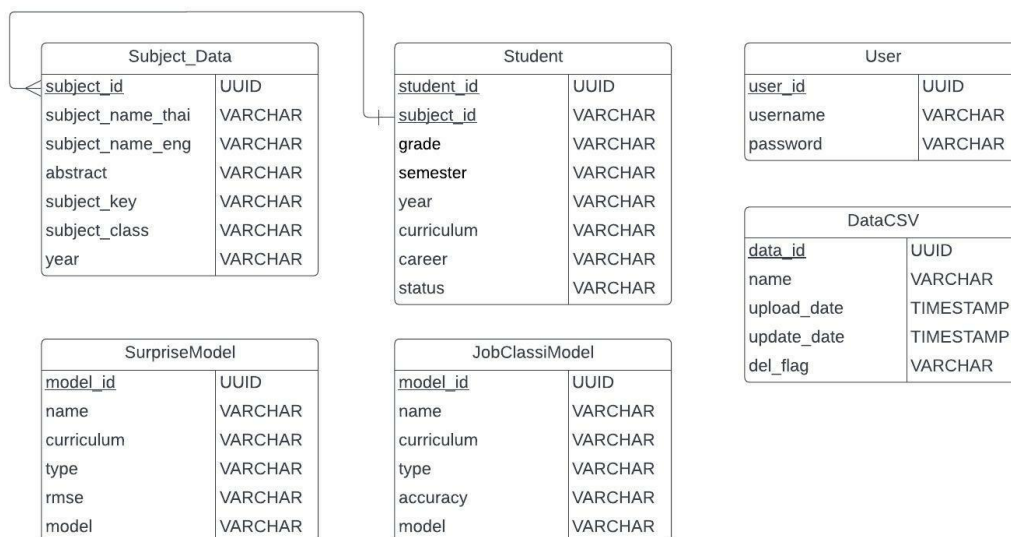 Subject_Data
subject_id UUID
subject_name_thai VARCHAR
subject_name_eng VARCHAR
abstract VARCHAR
subject_key VARCHAR
subject_class VARCHAR
year VARCHAR
Student
student_id UUID
subject_id VARCHAR
grade VARCHAR
semester VARCHAR
year VARCHAR
curriculum VARCHAR
career VARCHAR
status VARCHAR
User
user_id UUID
username VARCHAR
password VARCHAR
DataCSV
data_id UUID
name VARCHAR
upload_date TIMESTAMP
update_date TIMESTAMP
del_flag VARCHAR
SurpriseModel
model_id UUID
name VARCHAR
curriculum VARCHAR
type VARCHAR
rmse VARCHAR
model VARCHAR
JobClassiModel
model_id UUID
name VARCHAR
curriculum VARCHAR
type VARCHAR
accuracy VARCHAR
model VARCHAR